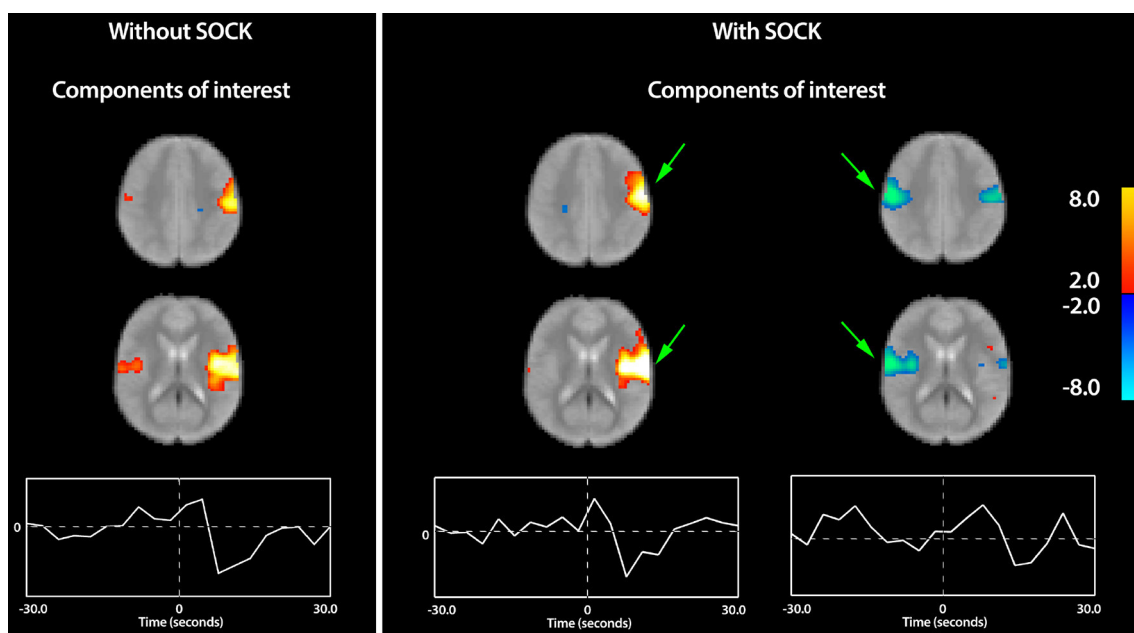 Without SOCK
Components of interest
With SOCK
Components of interest
8.0
2.0
-2.0
-8.0
0
-30.0 0 30.0
Time (seconds)
0
-30.0 0 30.0
Time (seconds)
-30.0 0 30.0
Time (seconds)